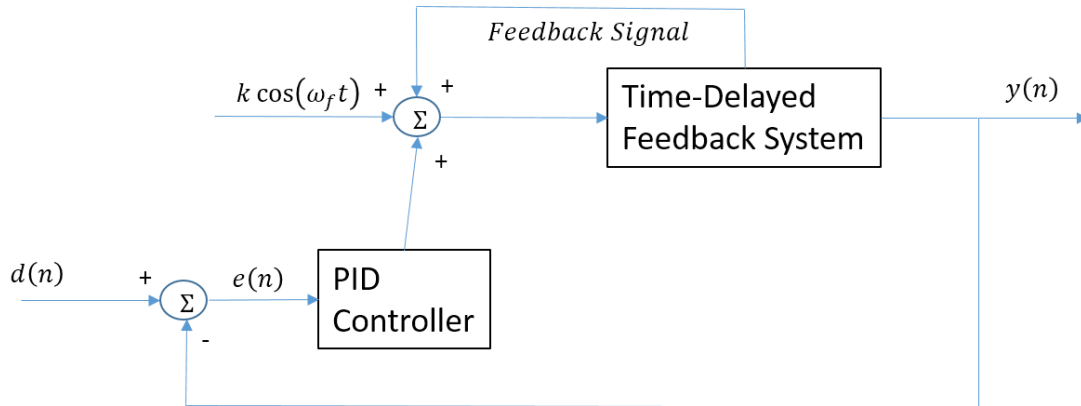 Feedback Signal
k cos(ω_f t)
+
+
Σ
+
Time-Delayed
Feedback System
y(n)
d(n)
+
Σ
-
e(n)
PID
Controller